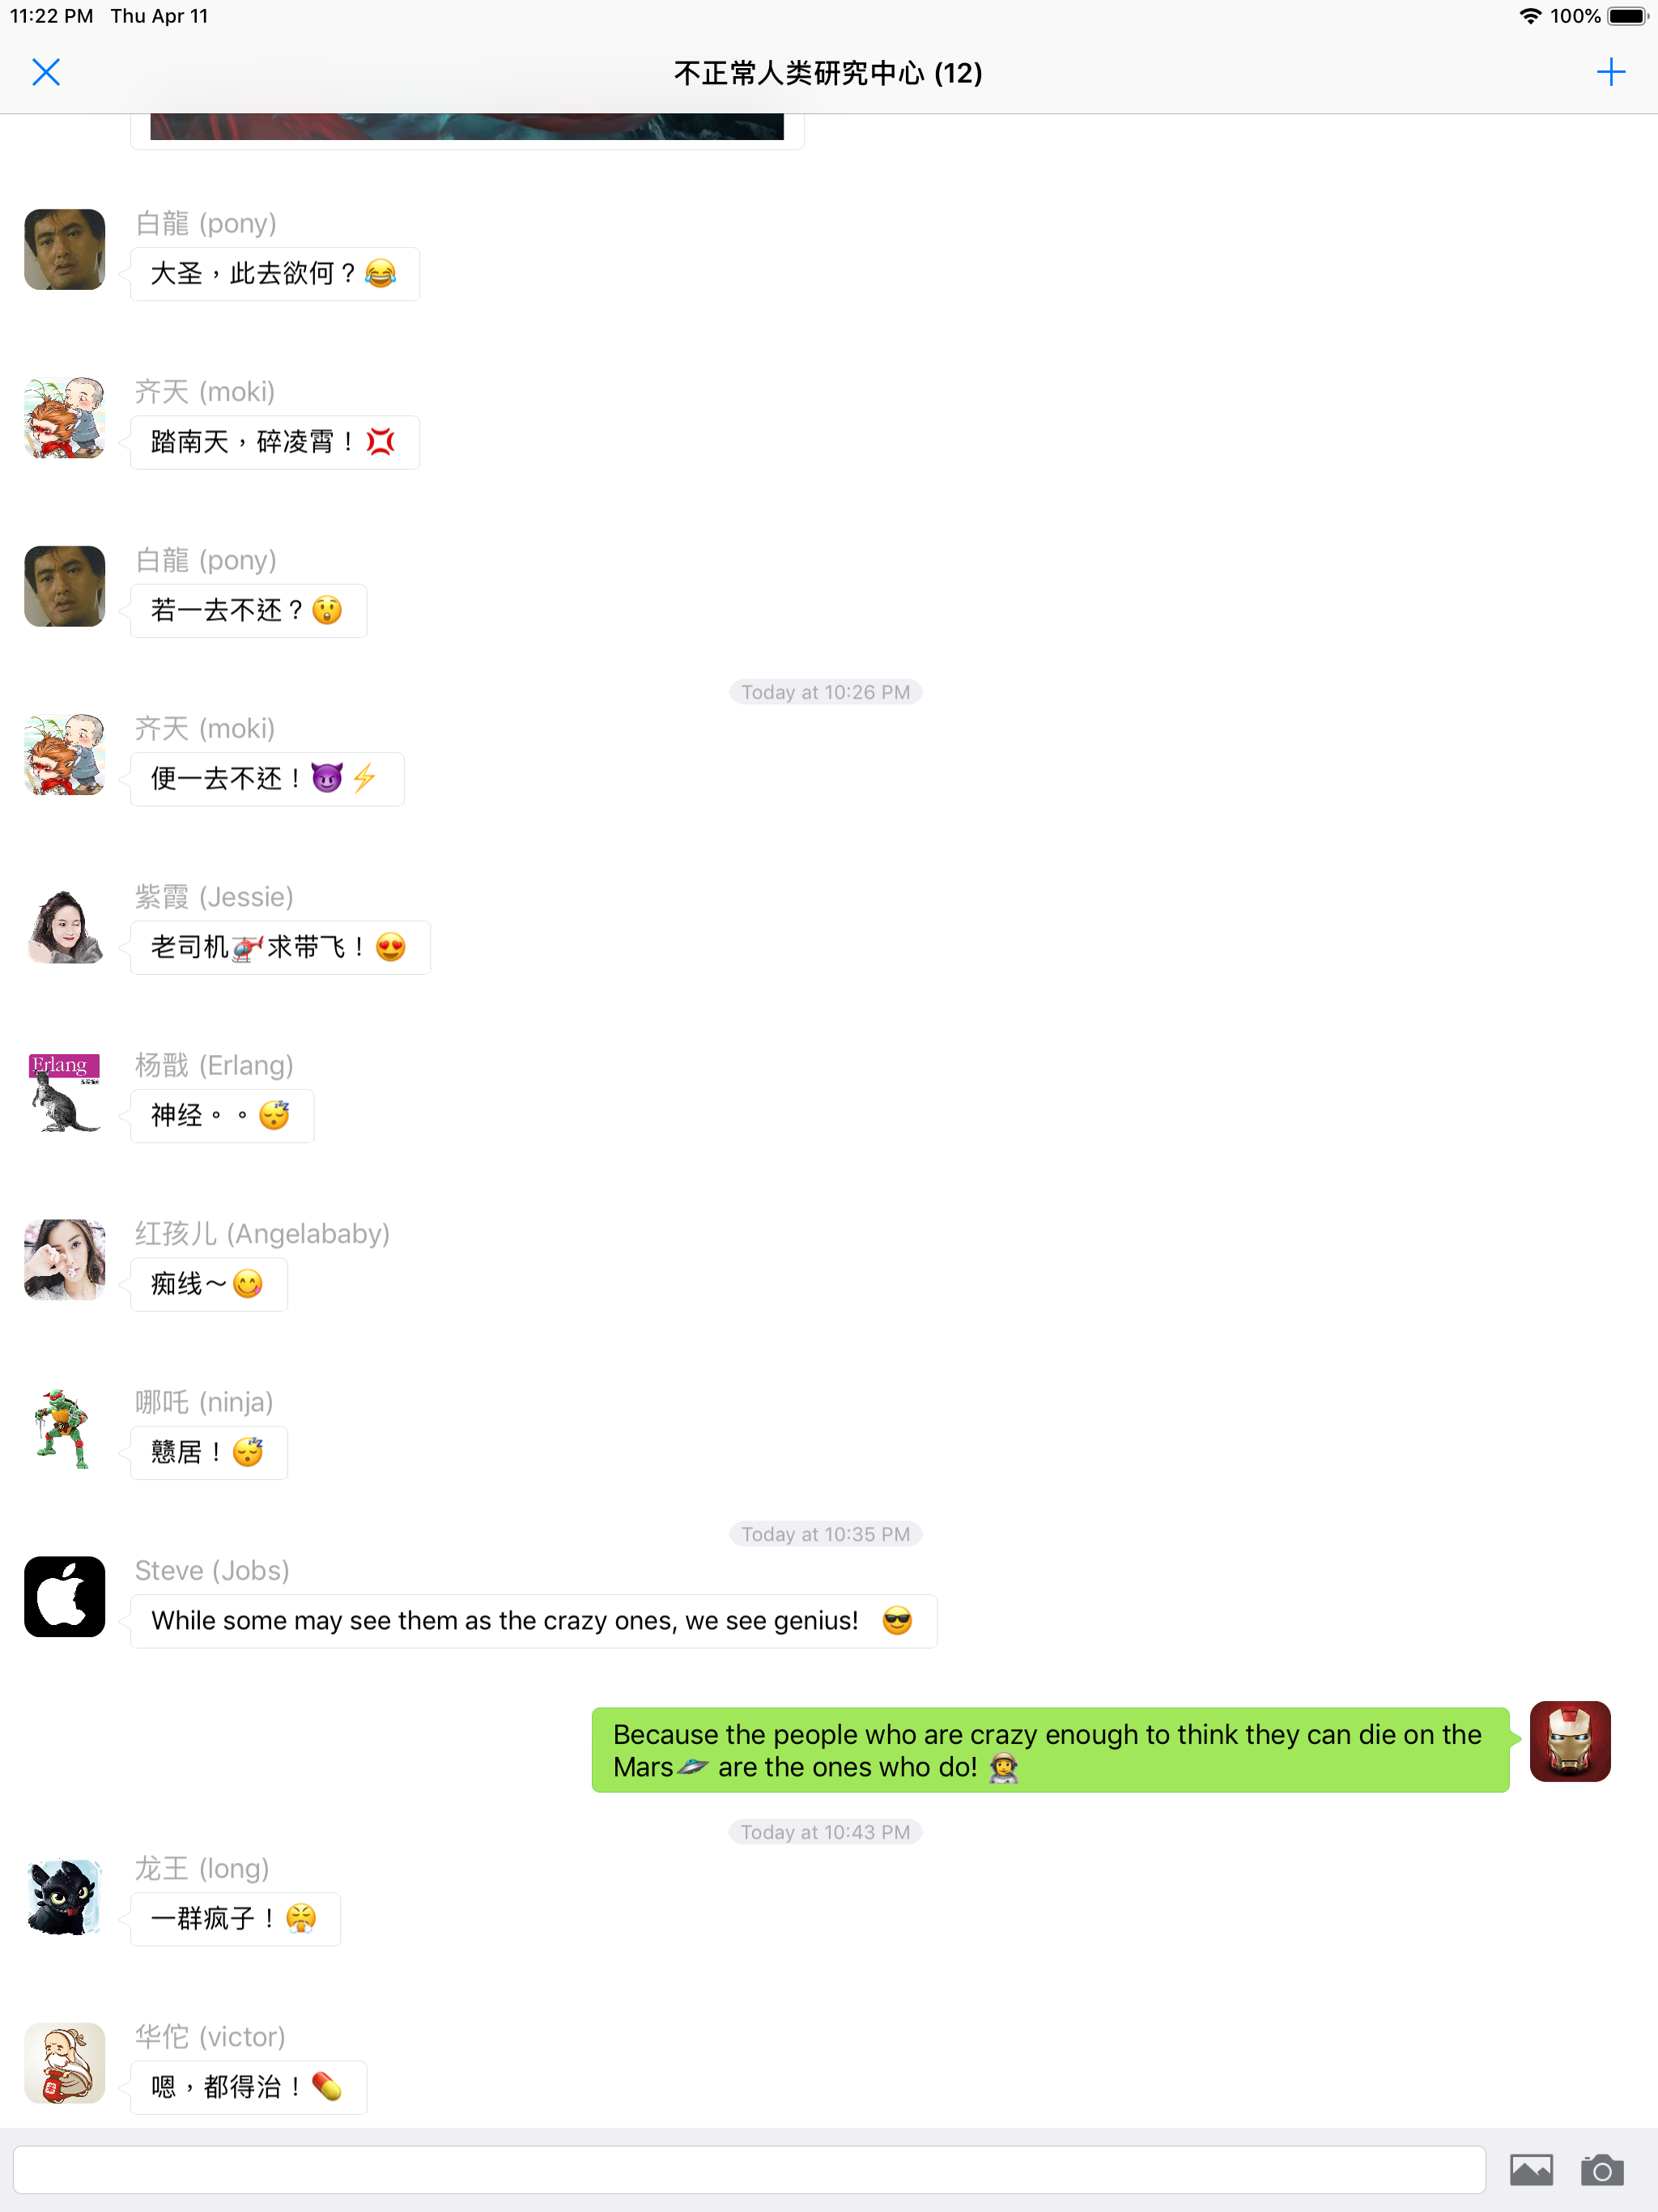 11:22 PM Thu Apr 11
100%
不正常人类研究中心 (12)
白龍 (pony)
大圣，此去欲何？😂
齐天 (moki)
踏南天，碎凌霄！💢
白龍 (pony)
若一去不还？😲
Today at 10:26 PM
齐天 (moki)
便一去不还！😈⚡
紫霞 (Jessie)
老司机🚁求带飞！😍
杨戬 (Erlang)
Erlang
神经。。😴
红孩儿 (Angelababy)
痴线～😋
哪吒 (ninja)
戆居！😴
Today at 10:35 PM
Steve (Jobs)
While some may see them as the crazy ones, we see genius! 😎
Because the people who are crazy enough to think they can die on the
Mars🛸 are the ones who do! 👩‍🚀
Today at 10:43 PM
龙王 (long)
一群疯子！😤
华佗 (victor)
嗯，都得治！💊